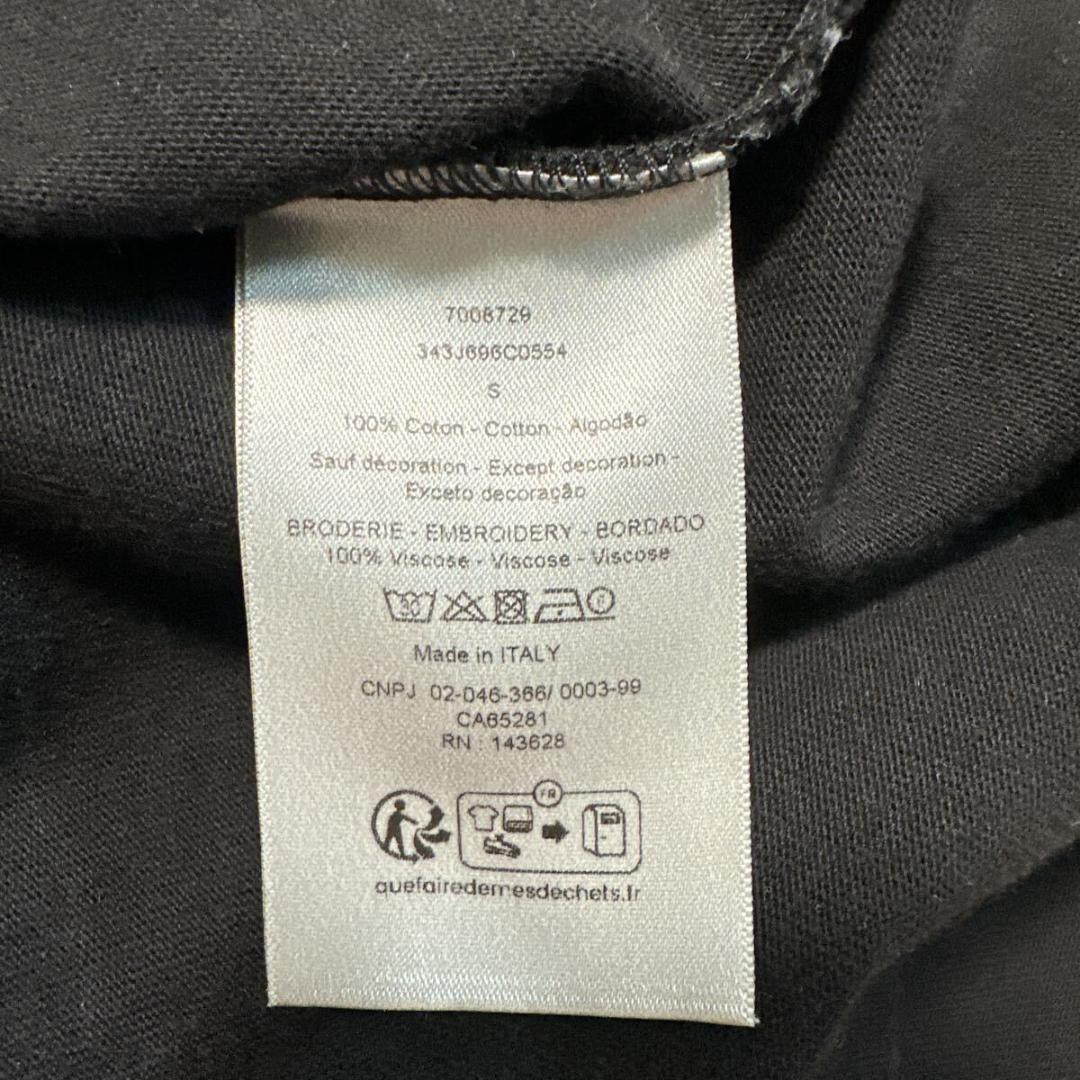 7008729
343J696C0554
S
100% Coton - Cotton - Algodão
Sauf décoration - Except decoration -
Exceto decoração
BRODERIE - EMBROIDERY - BORDADO
100% Viscose - Viscose - Viscose
30
Made in ITALY
CNPJ 02-046-366/ 0003-99
CA65281
RN : 143628
FR
quefairedemesdechets.fr